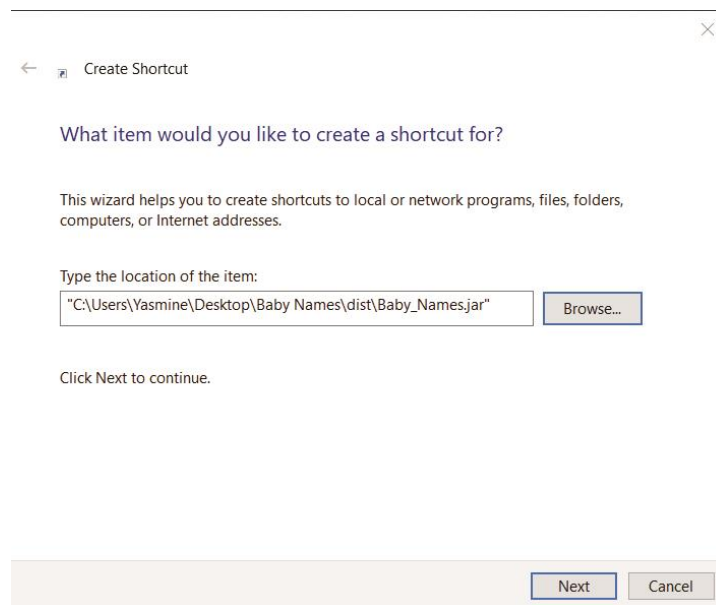 Create Shortcut
What item would you like to create a shortcut for?
This wizard helps you to create shortcuts to local or network programs, files, folders,
computers, or Internet addresses.
Type the location of the item:
"C:\Users\Yasmine\Desktop\Baby Names\dist\Baby_Names.jar"
Browse...
Click Next to continue.
Next
Cancel